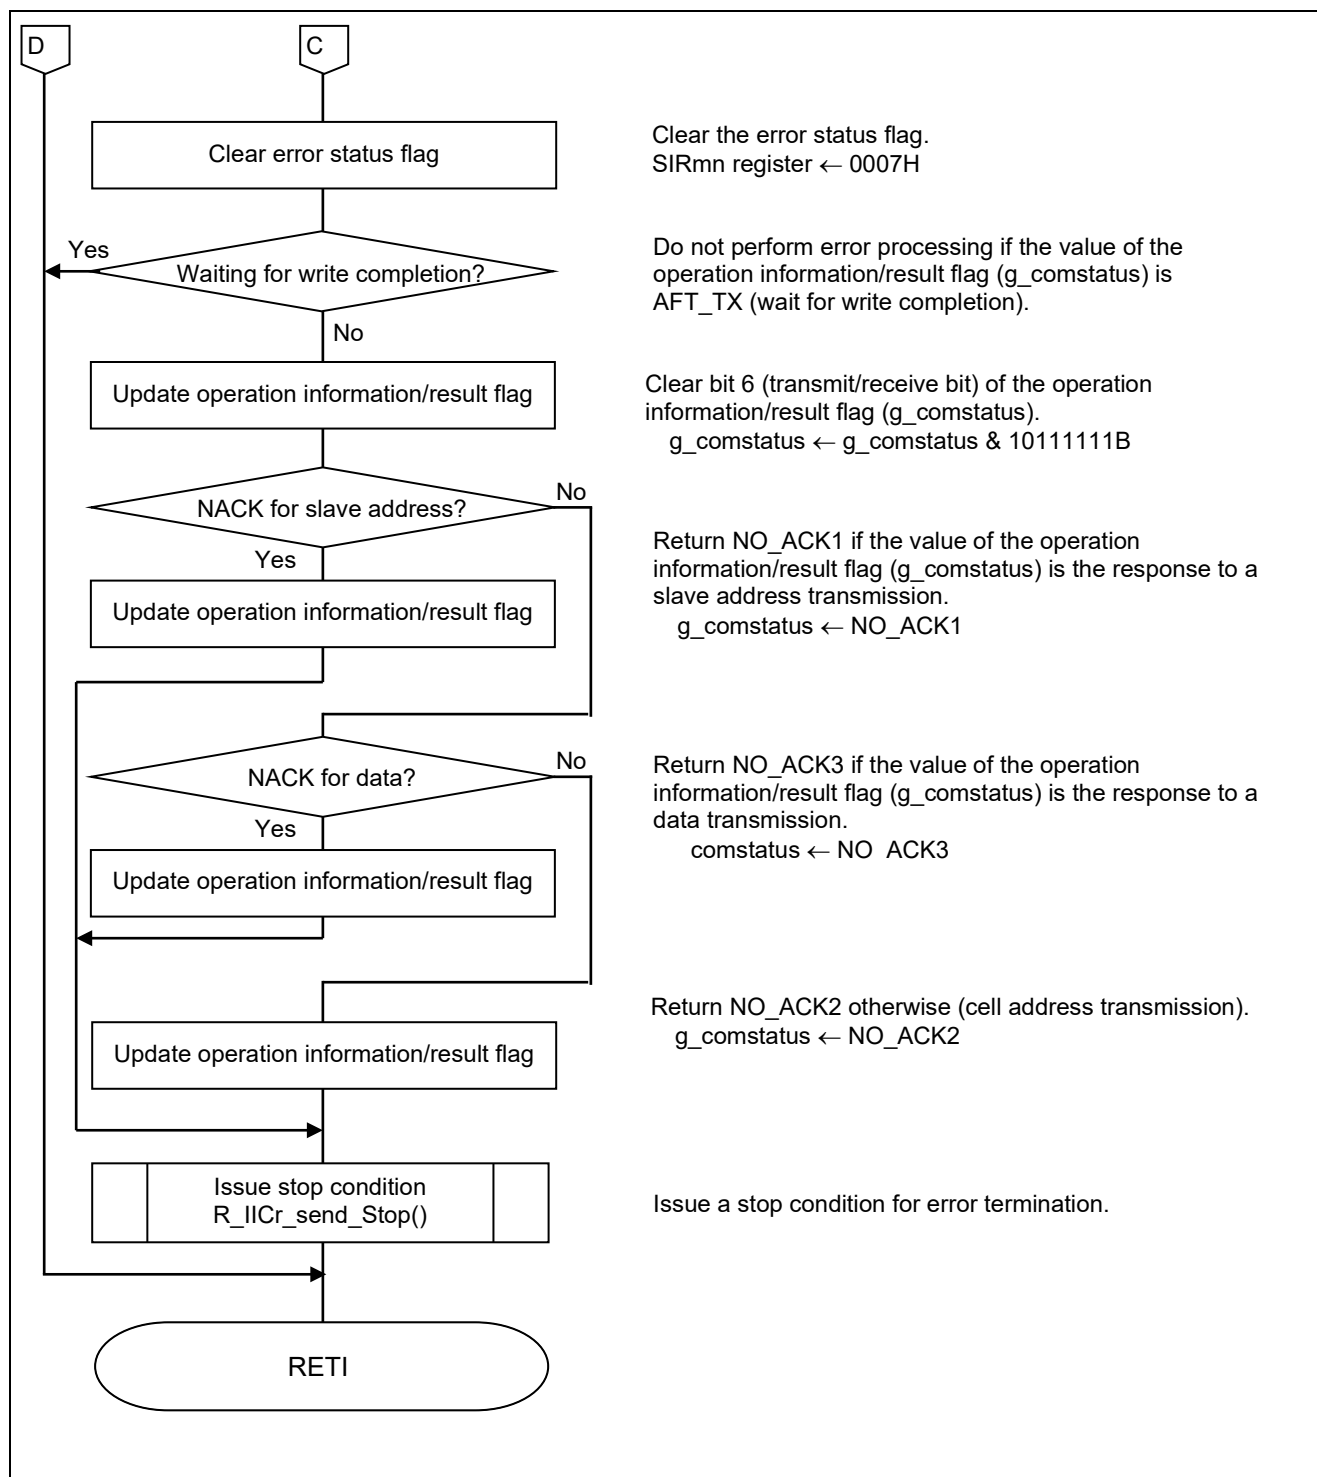 D
C
Clear error status flag
Clear the error status flag.
SIRmn register ← 0007H
Yes
Waiting for write completion?
No
Do not perform error processing if the value of the
operation information/result flag (g_comstatus) is
AFT_TX (wait for write completion).
Update operation information/result flag
Clear bit 6 (transmit/receive bit) of the operation
information/result flag (g_comstatus).
g_comstatus ← g_comstatus & 10111111B
NACK for slave address?
No
Yes
Update operation information/result flag
Return NO_ACK1 if the value of the operation
information/result flag (g_comstatus) is the response to a
slave address transmission.
g_comstatus ← NO_ACK1
NACK for data?
No
Yes
Update operation information/result flag
Return NO_ACK3 if the value of the operation
information/result flag (g_comstatus) is the response to a
data transmission.
comstatus ← NO ACK3
Update operation information/result flag
Return NO_ACK2 otherwise (cell address transmission).
g_comstatus ← NO_ACK2
Issue stop condition
R_IICr_send_Stop()
Issue a stop condition for error termination.
RETI